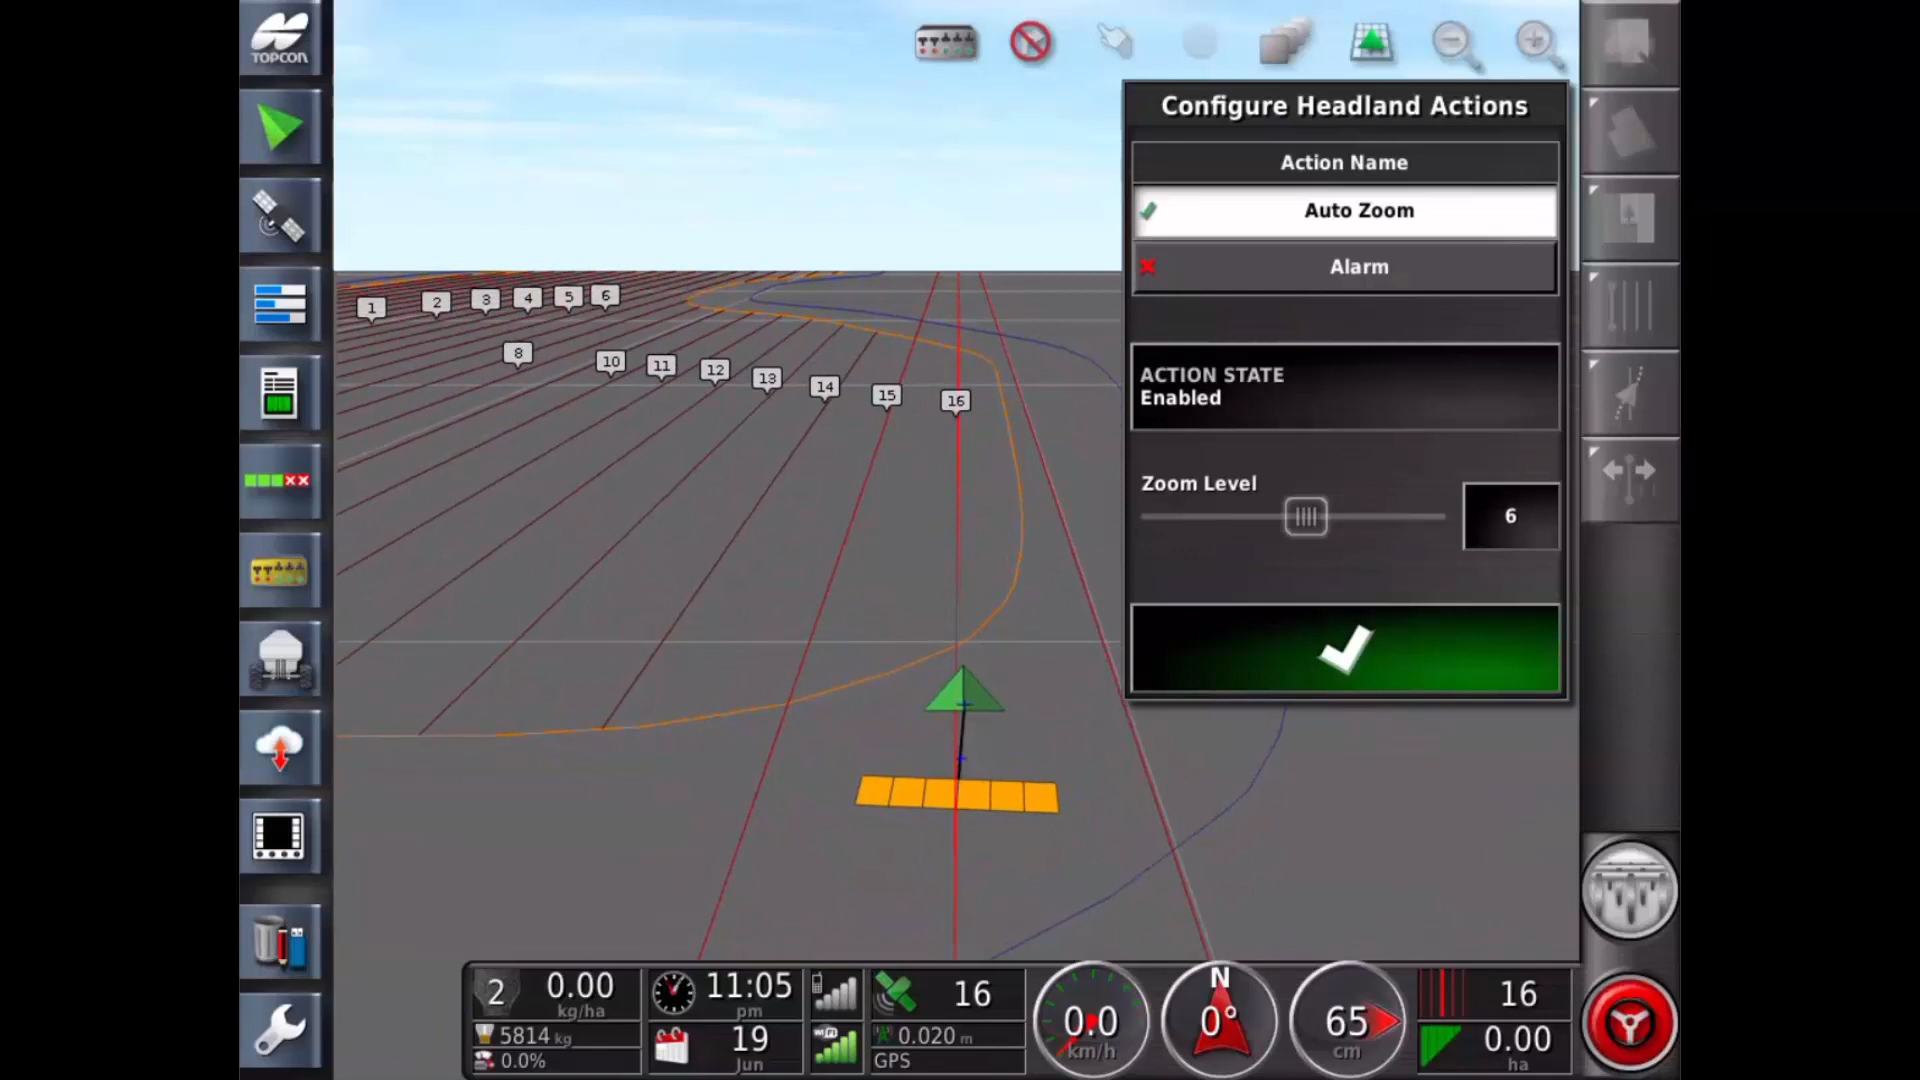 TOPCON
Configure Headland Actions
Action Name
Auto Zoom
Alarm
ACTION STATE
Enabled
Zoom Level
6
1
2
3
4
5
6
8
10
11
12
13
14
15
16
2
0.00
kg/ha
5814 kg
0.0%
11:05
pm
19
Jun
WiFi
16
0.020 m
GPS
0.0
km/h
N
0°
65
cm
16
0.00
ha